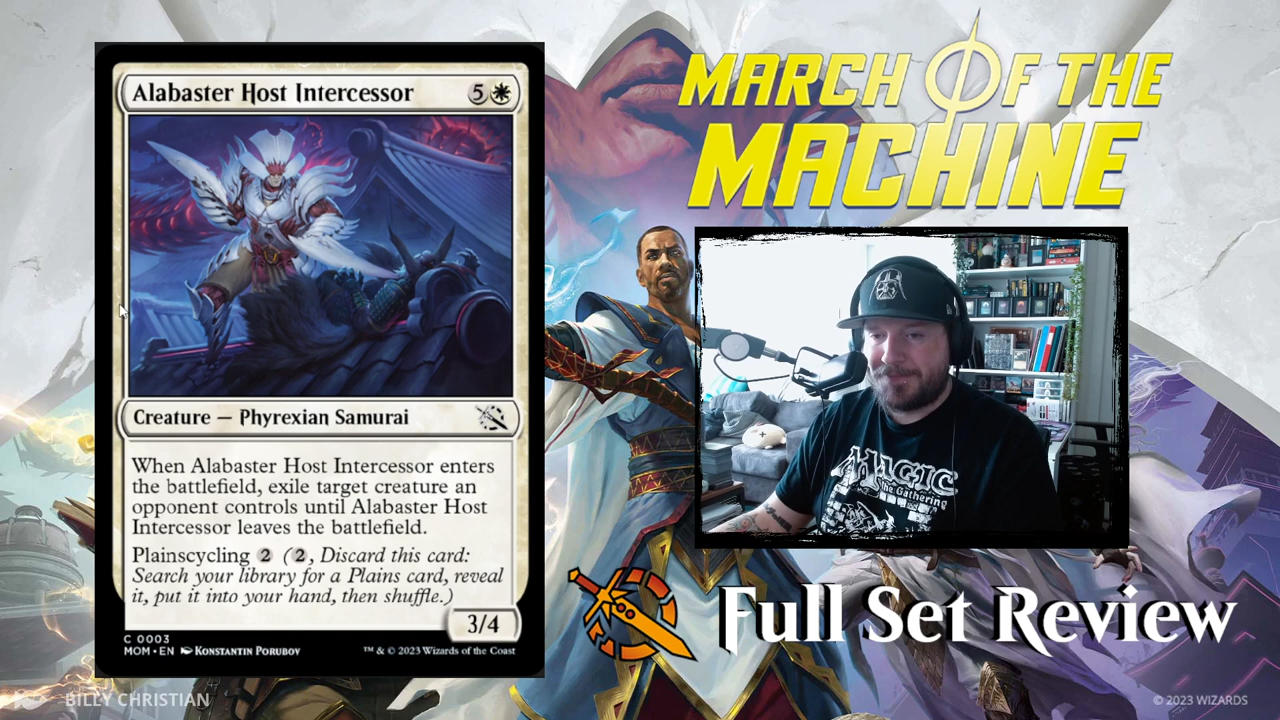 Alabaster Host Intercessor 5
Creature — Phyrexian Samurai
When Alabaster Host Intercessor enters
the battlefield, exile target creature an
opponent controls until Alabaster Host
Intercessor leaves the battlefield.
Plainscycling 2 (2, Discard this card:
Search your library for a Plains card, reveal
it, put it into your hand, then shuffle.)
3/4
C 0003
MOM • EN KONSTANTIN PORUBOV ™ & © 2023 Wizards of the Coast
BILLY CHRISTIAN
MARCH OF THE
MACHINE
MAGIC
The Gathering
Full Set Review
© 2023 WIZARDS